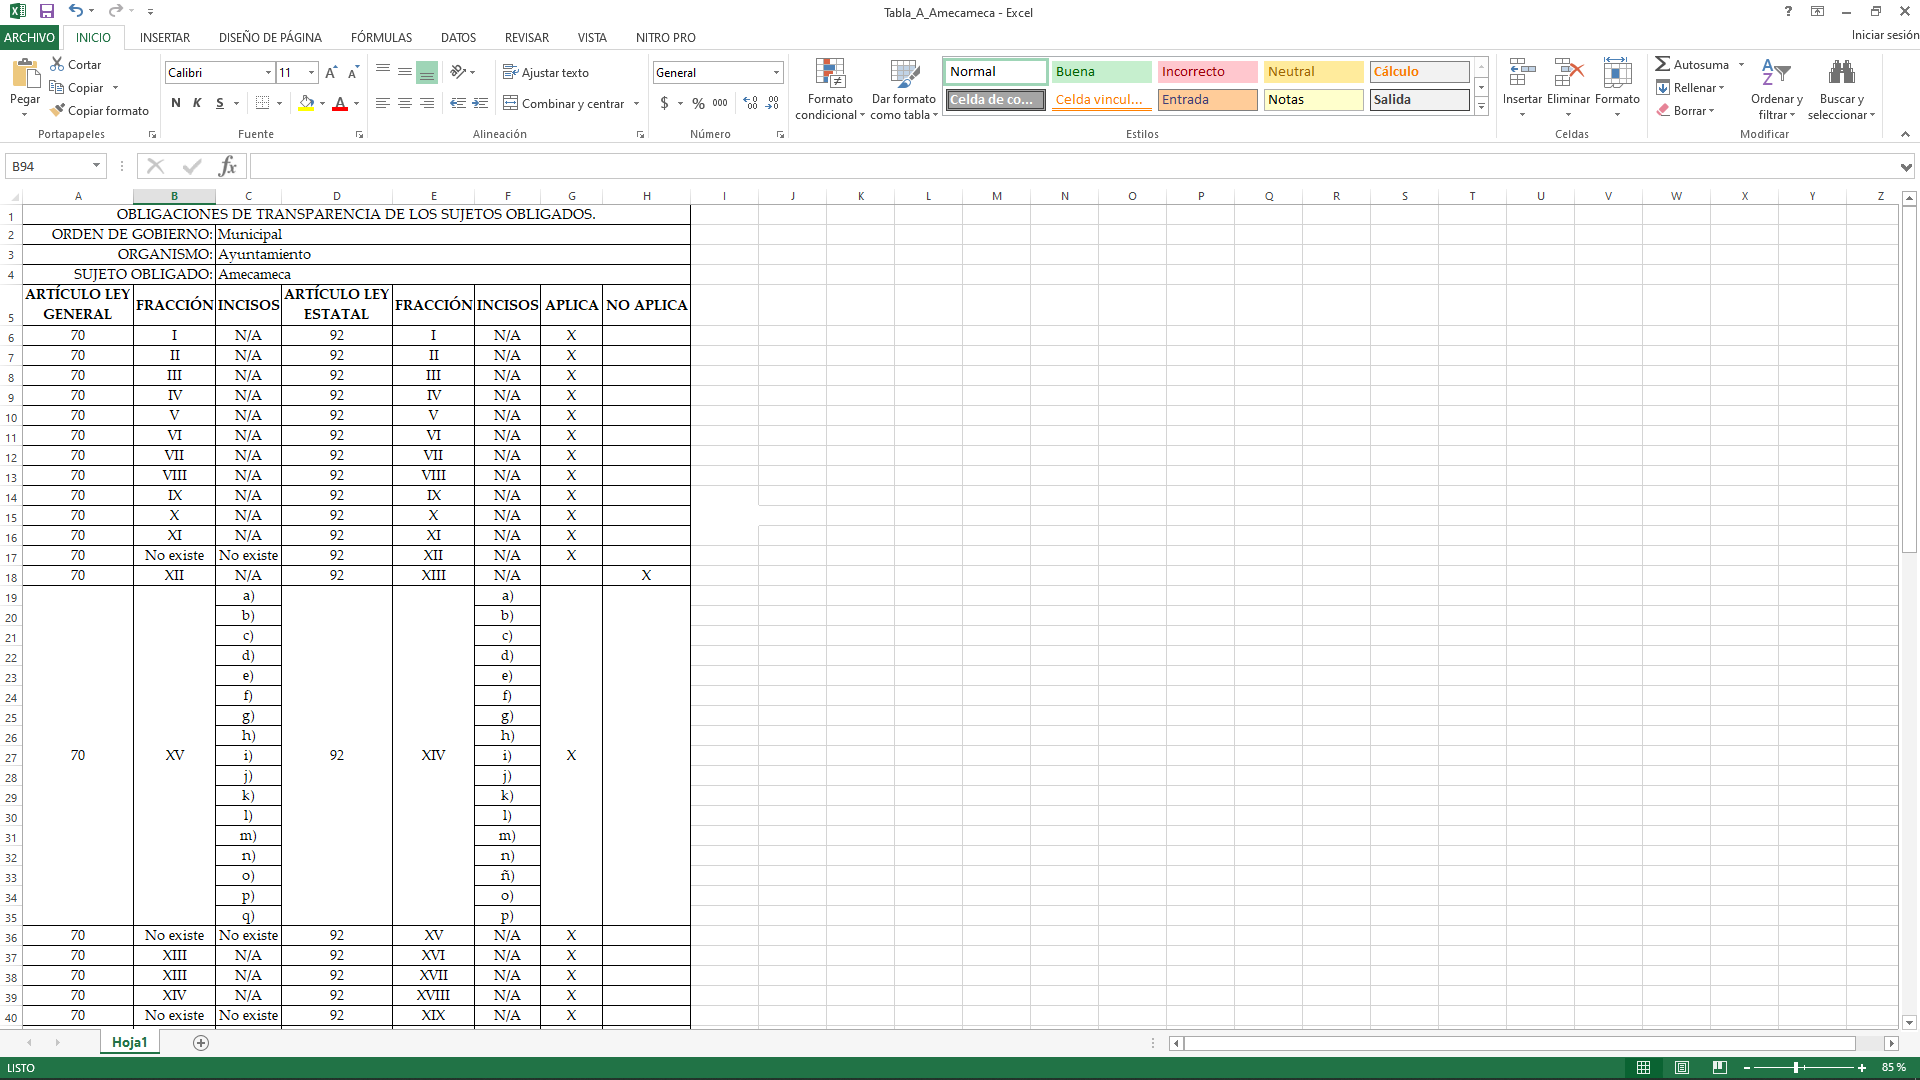 Tabla_A_Amecameca - Excel
ARCHIVO INICIO INSERTAR DISEÑO DE PÁGINA FÓRMULAS DATOS REVISAR VISTA NITRO PRO Iniciar sesión
Pegar
Cortar
Copiar
Copiar formato
Portapapeles
Calibri 11
N K S
Fuente
Ajustar texto
Combinar y centrar
Alineación
General
$ % 000
Número
Formato condicional
Dar formato como tabla
Normal Buena Incorrecto Neutral Cálculo
Celda de co... Celda vincul... Entrada Notas Salida
Estilos
Insertar Eliminar Formato
Celdas
Autosuma
Rellenar
Borrar
Ordenar y filtrar
Buscar y seleccionar
Modificar
B94 fx
A B C D E F G H I J K L M N O P Q R S T U V W X Y Z
1 OBLIGACIONES DE TRANSPARENCIA DE LOS SUJETOS OBLIGADOS.
2 ORDEN DE GOBIERNO: Municipal
3 ORGANISMO: Ayuntamiento
4 SUJETO OBLIGADO: Amecameca
5 ARTÍCULO LEY GENERAL FRACCIÓN INCISOS ARTÍCULO LEY ESTATAL FRACCIÓN INCISOS APLICA NO APLICA
6 70 I N/A 92 I N/A X
7 70 II N/A 92 II N/A X
8 70 III N/A 92 III N/A X
9 70 IV N/A 92 IV N/A X
10 70 V N/A 92 V N/A X
11 70 VI N/A 92 VI N/A X
12 70 VII N/A 92 VII N/A X
13 70 VIII N/A 92 VIII N/A X
14 70 IX N/A 92 IX N/A X
15 70 X N/A 92 X N/A X
16 70 XI N/A 92 XI N/A X
17 70 No existe No existe 92 XII N/A X
18 70 XII N/A 92 XIII N/A X
19 a) a)
20 b) b)
21 c) c)
22 d) d)
23 e) e)
24 f) f)
25 g) g)
26 h) h)
27 70 XV i) 92 XIV i) X
28 j) j)
29 k) k)
30 l) l)
31 m) m)
32 n) n)
33 o) ñ)
34 p) o)
35 q) p)
36 70 No existe No existe 92 XV N/A X
37 70 XIII N/A 92 XVI N/A X
38 70 XIII N/A 92 XVII N/A X
39 70 XIV N/A 92 XVIII N/A X
40 70 No existe No existe 92 XIX N/A X
Hoja1
LISTO 85 %